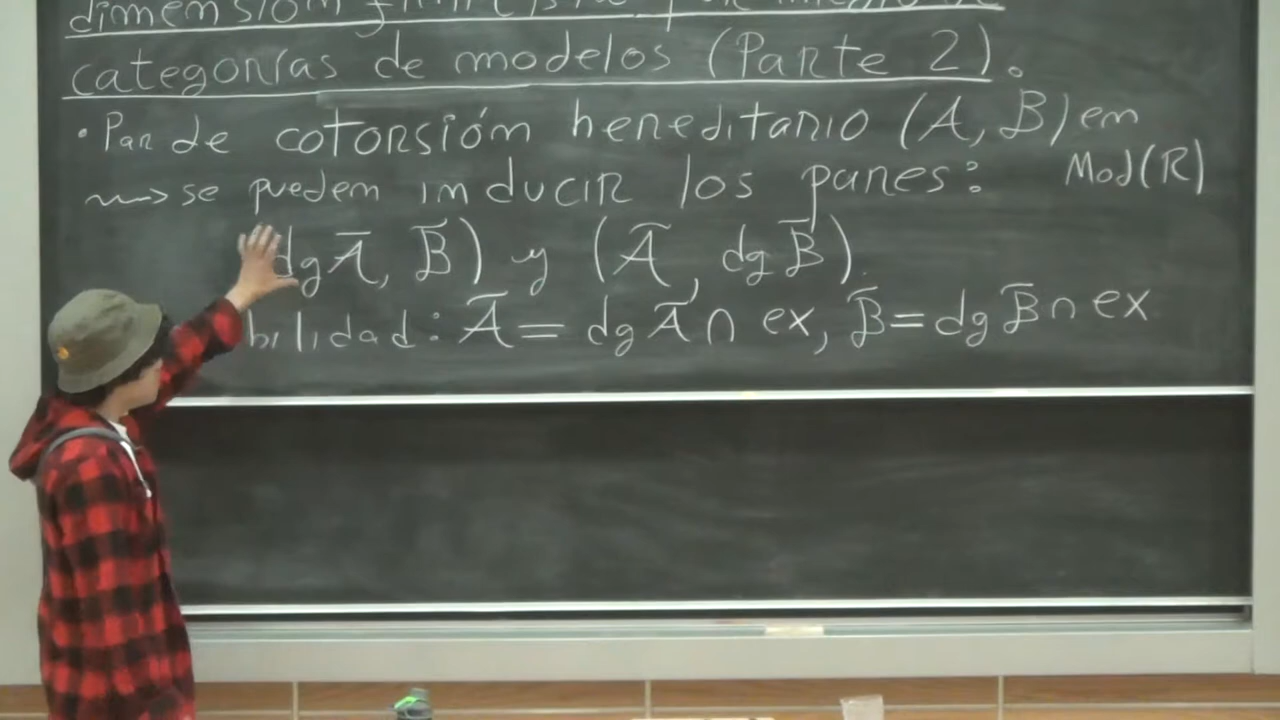 dimensión
categorías de modelos (Parte 2).
• Par de cotorsión hereditario (A, B) en Mod(R)
⇝ se pueden inducir los pares:
dg Ã, B̃) y (Ã, dg B̃).
bilidad: Ã = dg Ã ∩ ex, B̃ = dg B̃ ∩ ex